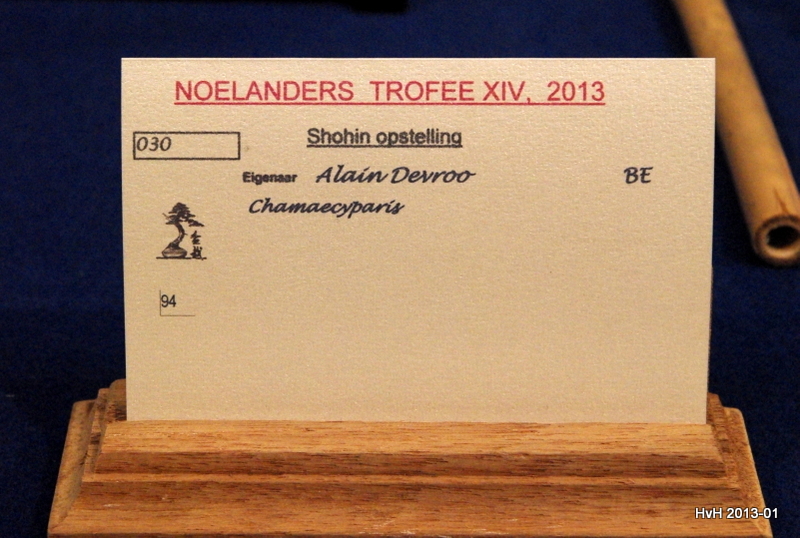 NOELANDERS TROFEE XIV, 2013
030
Shohin opstelling
Eigenaar Alain Devroo BE
Chamaecyparis
94
HvH 2013-01